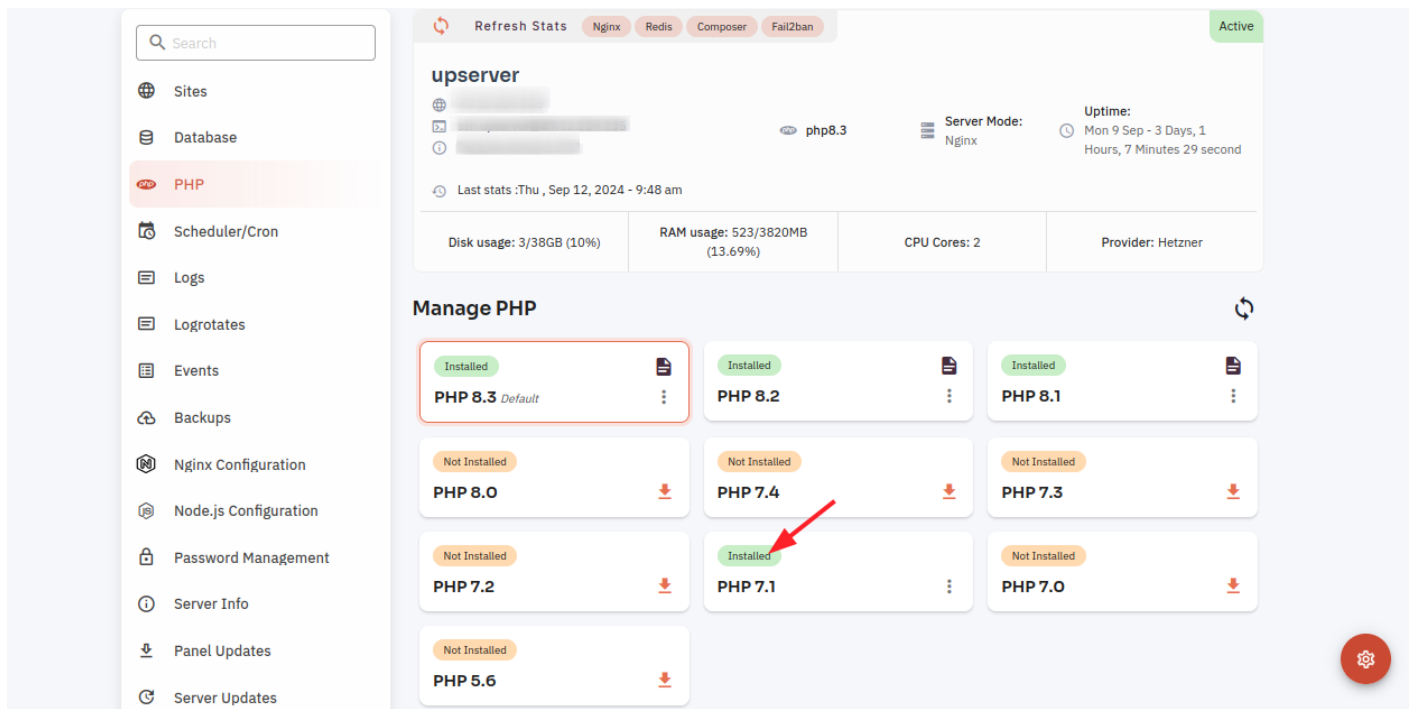 Search
Sites
Database
php PHP
Scheduler/Cron
Logs
Logrotates
Events
Backups
Nginx Configuration
Node.js Configuration
Password Management
Server Info
Panel Updates
Server Updates
Refresh Stats Nginx Redis Composer Fail2ban
Active
upserver
php php8.3
Server Mode:
Nginx
Uptime:
Mon 9 Sep - 3 Days, 1
Hours, 7 Minutes 29 second
Last stats :Thu , Sep 12, 2024 - 9:48 am
Disk usage: 3/38GB (10%)
RAM usage: 523/3820MB
(13.69%)
CPU Cores: 2
Provider: Hetzner
Manage PHP
Installed
PHP 8.3 Default
Installed
PHP 8.2
Installed
PHP 8.1
Not Installed
PHP 8.0
Not Installed
PHP 7.4
Not Installed
PHP 7.3
Not Installed
PHP 7.2
Installed
PHP 7.1
Not Installed
PHP 7.0
Not Installed
PHP 5.6